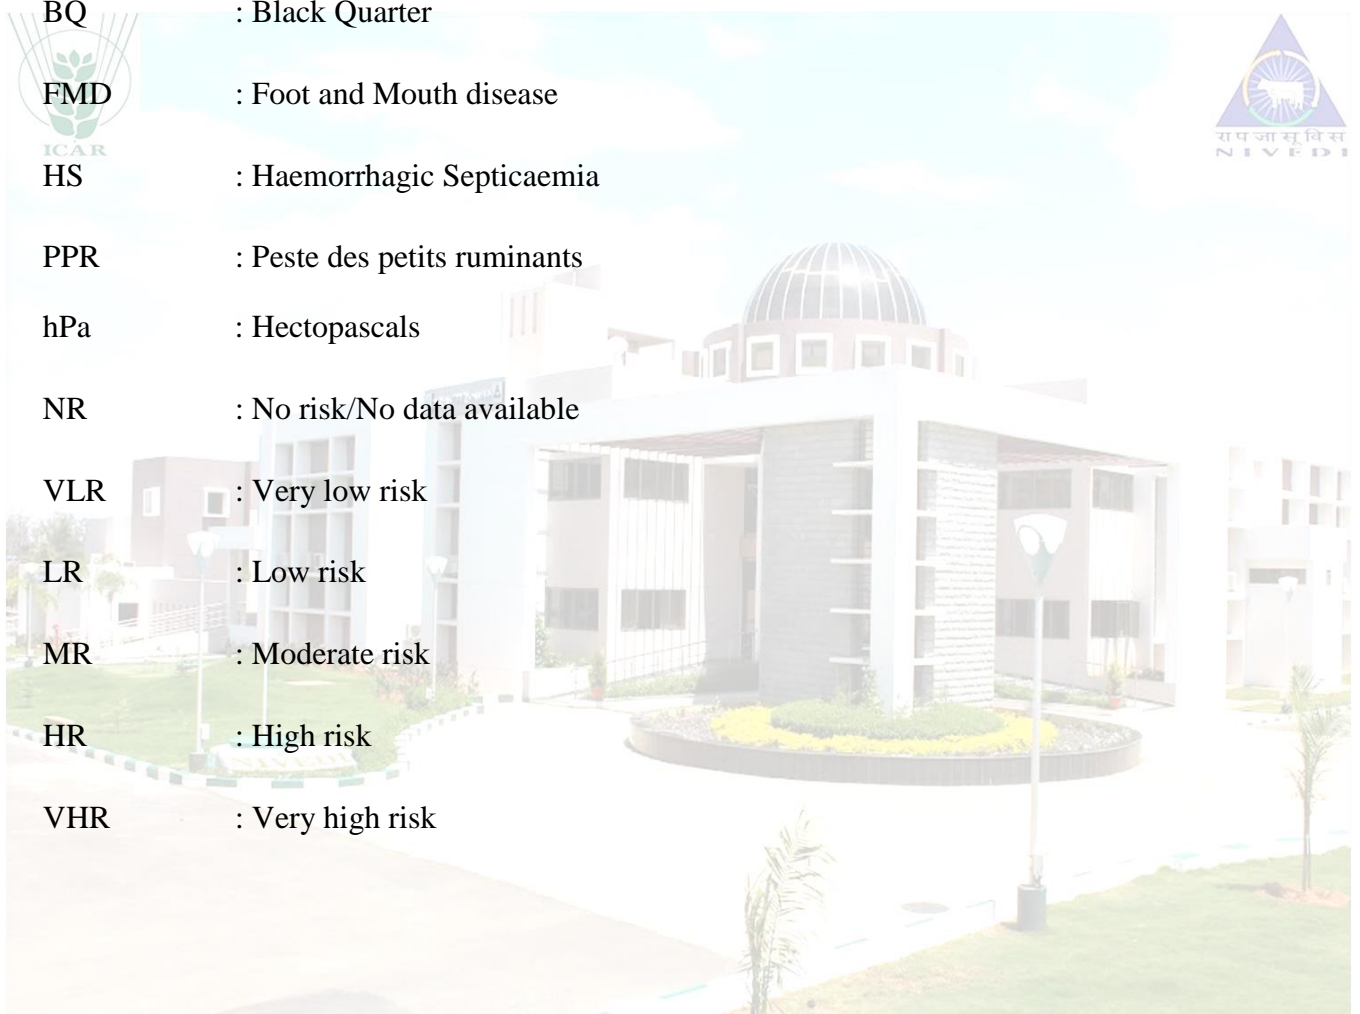 BQ : Black Quarter
FMD : Foot and Mouth disease
ICAR
रा प जा सू वि स
NIVEDI
HS : Haemorrhagic Septicaemia
PPR : Peste des petits ruminants
hPa : Hectopascals
NR : No risk/No data available
VLR : Very low risk
LR : Low risk
MR : Moderate risk
HR : High risk
NIVEDI
VHR : Very high risk